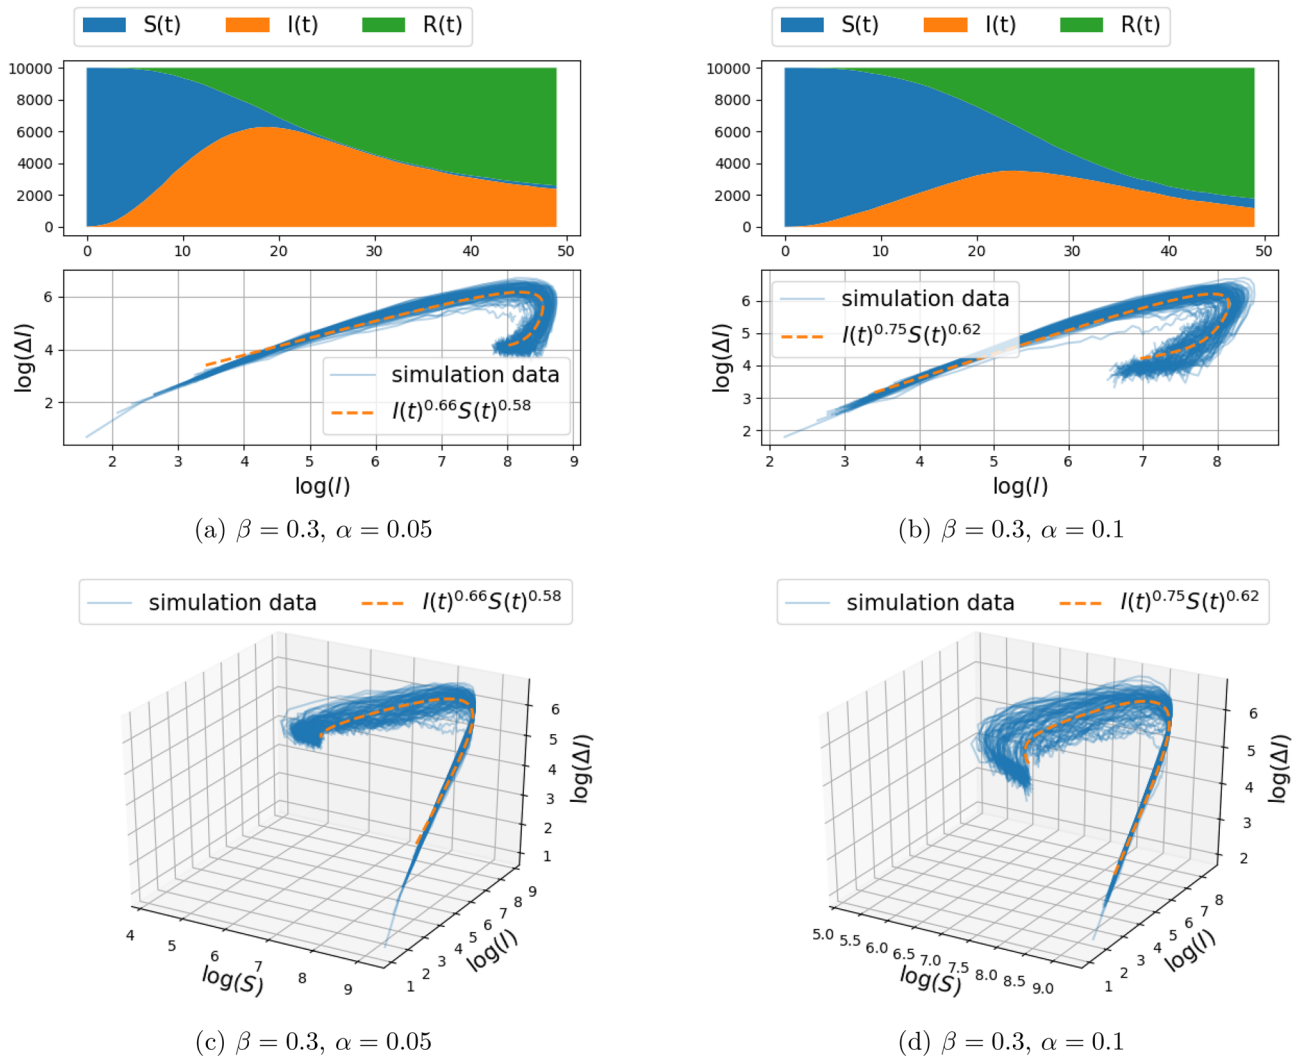 S(t) I(t) R(t)
10000
8000
6000
4000
2000
0
0 10 20 30 40 50
log(ΔI)
6
4
2
simulation data
I(t)^0.66 S(t)^0.58
2 3 4 5 6 7 8 9
log(I)
(a) β = 0.3, α = 0.05
S(t) I(t) R(t)
10000
8000
6000
4000
2000
0
0 10 20 30 40 50
log(ΔI)
6
5
4
3
2
simulation data
I(t)^0.75 S(t)^0.62
2 3 4 5 6 7 8
log(I)
(b) β = 0.3, α = 0.1
simulation data I(t)^0.66 S(t)^0.58
6
5
4
3
2
1
log(ΔI)
4 5 6 7 8 9
log(S)
1 2 3 4 5 6 7 8 9
log(I)
(c) β = 0.3, α = 0.05
simulation data I(t)^0.75 S(t)^0.62
6
5
4
3
2
log(ΔI)
5.0 5.5 6.0 6.5 7.0 7.5 8.0 8.5 9.0
log(S)
1 2 3 4 5 6 7 8
log(I)
(d) β = 0.3, α = 0.1